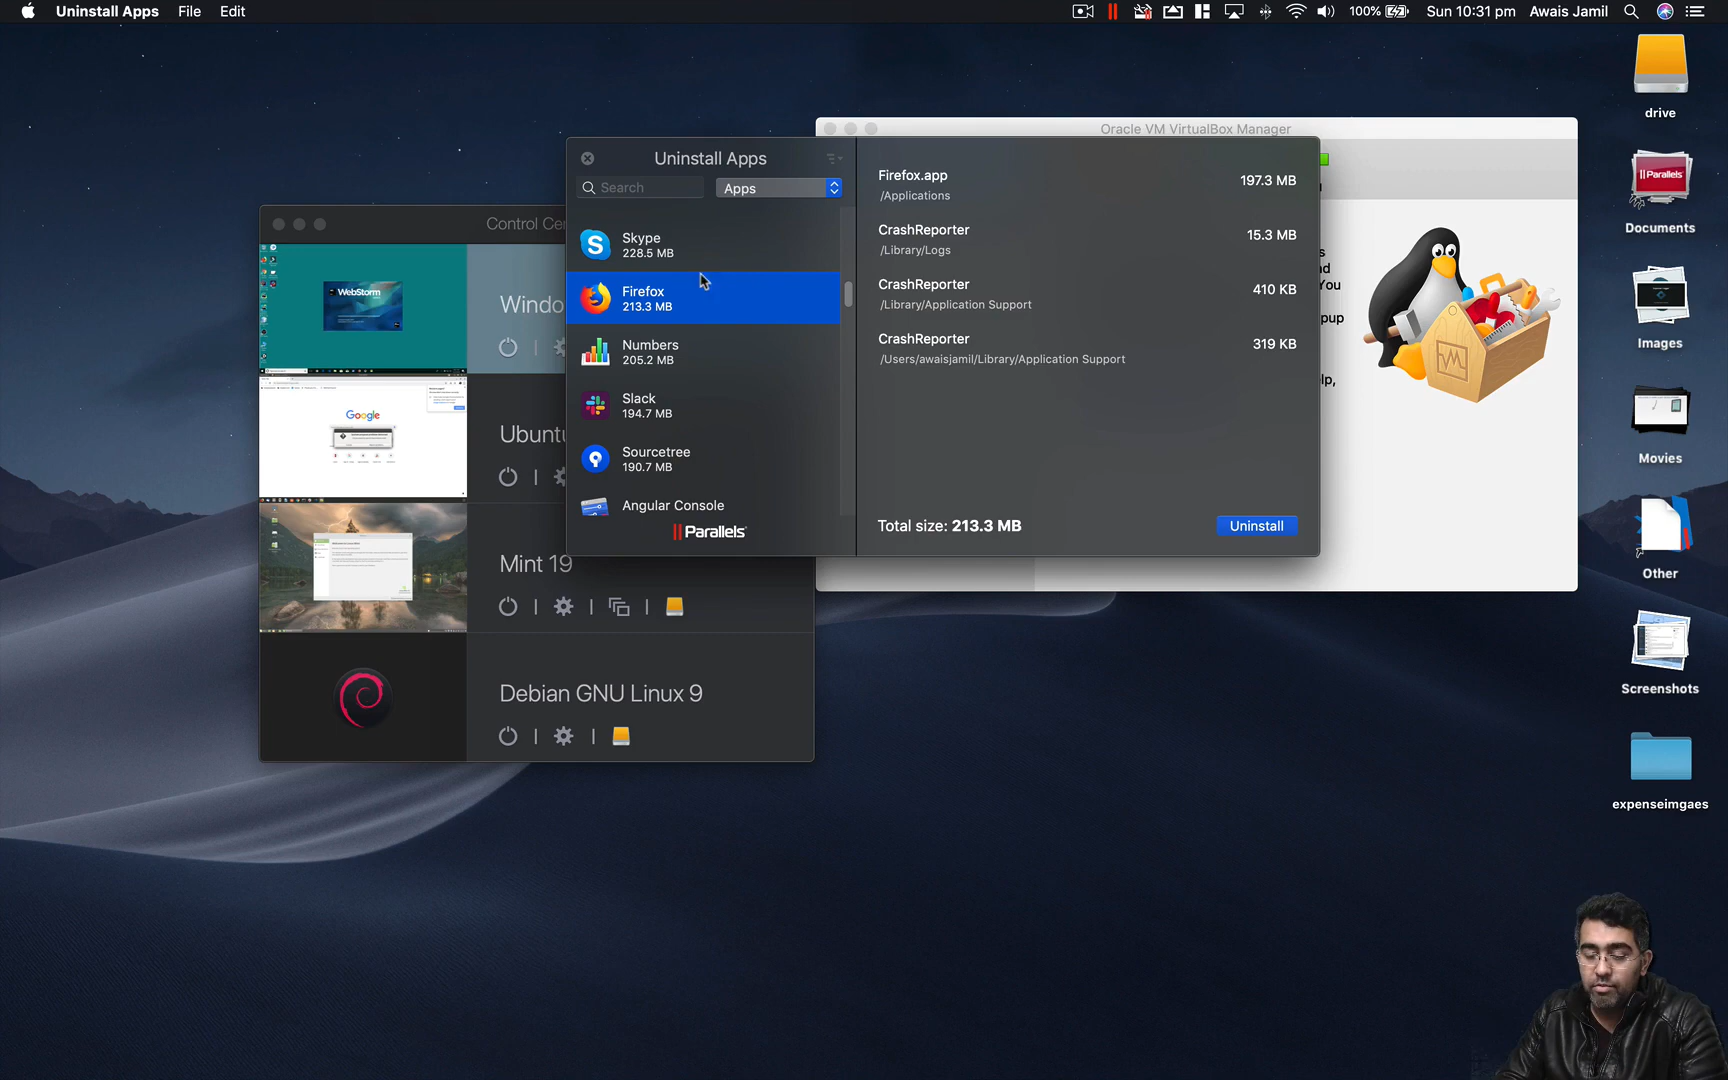 Uninstall Apps File Edit
100% Sun 10:31 pm Awais Jamil
drive
Parallels
Documents
Images
Movies
Other
Screenshots
expenseimgaes
Oracle VM VirtualBox Manager
You
lp,
Control Ce
WebStorm
Windo
Google
Ubuntu
Mint 19
Debian GNU Linux 9
Uninstall Apps
Search
Apps
Skype
228.5 MB
Firefox
213.3 MB
Numbers
205.2 MB
Slack
194.7 MB
Sourcetree
190.7 MB
Angular Console
Parallels
Firefox.app 197.3 MB
/Applications
CrashReporter 15.3 MB
/Library/Logs
CrashReporter 410 KB
/Library/Application Support
CrashReporter 319 KB
/Users/awaisjamil/Library/Application Support
Total size: 213.3 MB
Uninstall